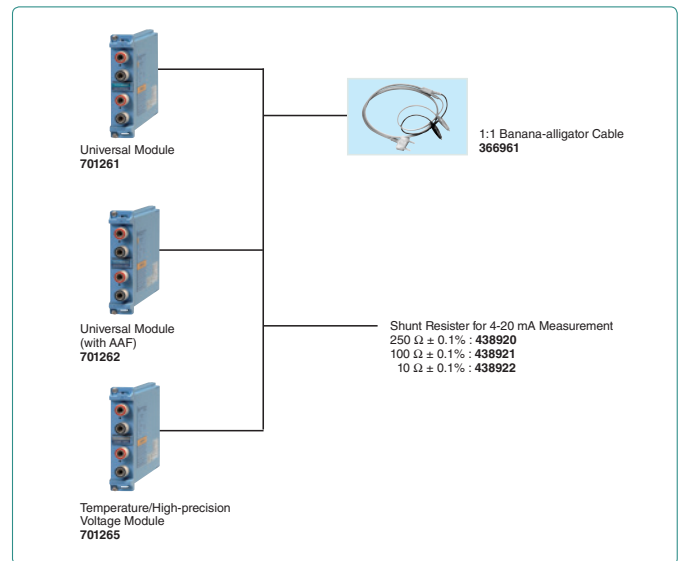 Universal Module
701261
1:1 Banana-alligator Cable
366961
Universal Module
(with AAF)
701262
Shunt Resister for 4-20 mA Measurement
250 Ω ± 0.1% : 438920
100 Ω ± 0.1% : 438921
10 Ω ± 0.1% : 438922
Temperature/High-precision
Voltage Module
701265